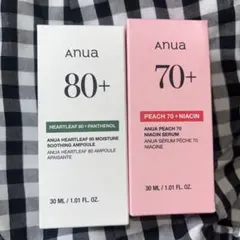 Anua
80+
HEARTLEAF 80 + PANTHENOL
ANUA HEARTLEAF 80 MOISTURE
SOOTHING AMPOULE
ANUA HEARTLEAF 80 AMPOULE
APAISANTE
30 ML / 1.01 FL. OZ.
Anua
70+
PEACH 70 + NIACIN
ANUA PEACH 70
NIACIN SERUM
ANUA SÉRUM PÊCHE 70
NIACINE
30 ML / 1.01 FL. OZ.